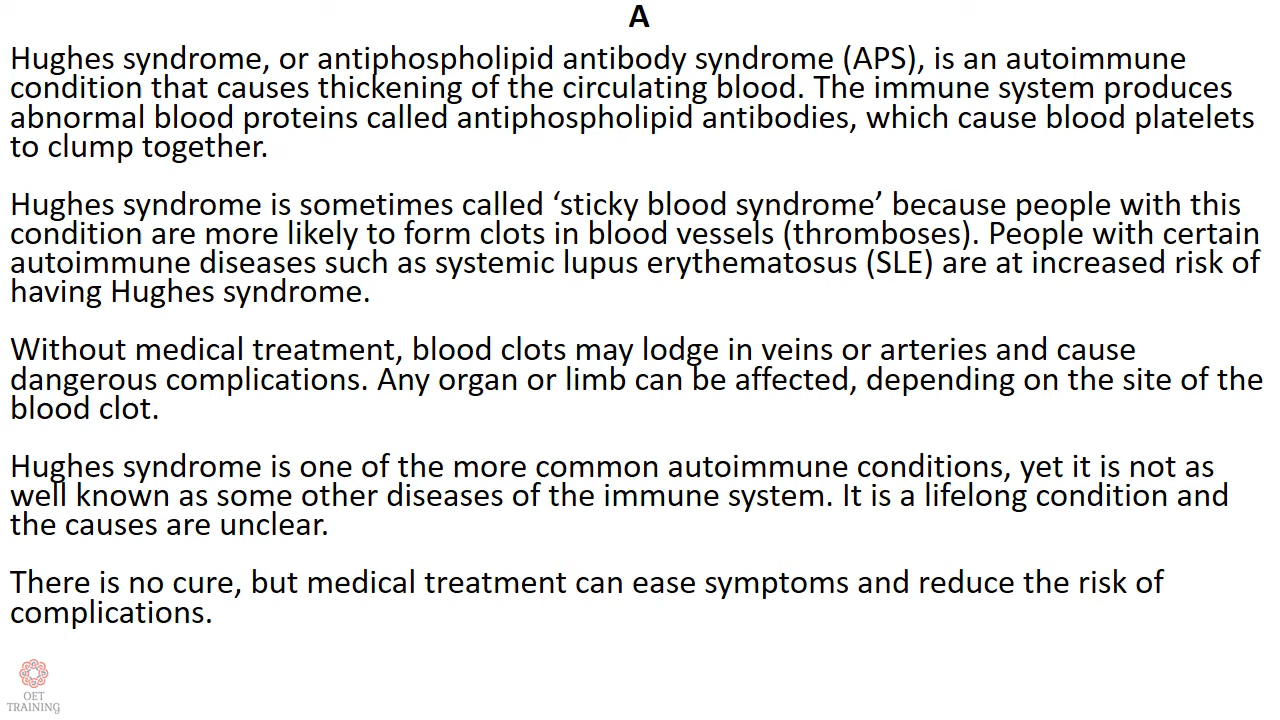 A
Hughes syndrome, or antiphospholipid antibody syndrome (APS), is an autoimmune
condition that causes thickening of the circulating blood. The immune system produces
abnormal blood proteins called antiphospholipid antibodies, which cause blood platelets
to clump together.
Hughes syndrome is sometimes called ‘sticky blood syndrome’ because people with this
condition are more likely to form clots in blood vessels (thromboses). People with certain
autoimmune diseases such as systemic lupus erythematosus (SLE) are at increased risk of
having Hughes syndrome.
Without medical treatment, blood clots may lodge in veins or arteries and cause
dangerous complications. Any organ or limb can be affected, depending on the site of the
blood clot.
Hughes syndrome is one of the more common autoimmune conditions, yet it is not as
well known as some other diseases of the immune system. It is a lifelong condition and
the causes are unclear.
There is no cure, but medical treatment can ease symptoms and reduce the risk of
complications.
OET
TRAINING